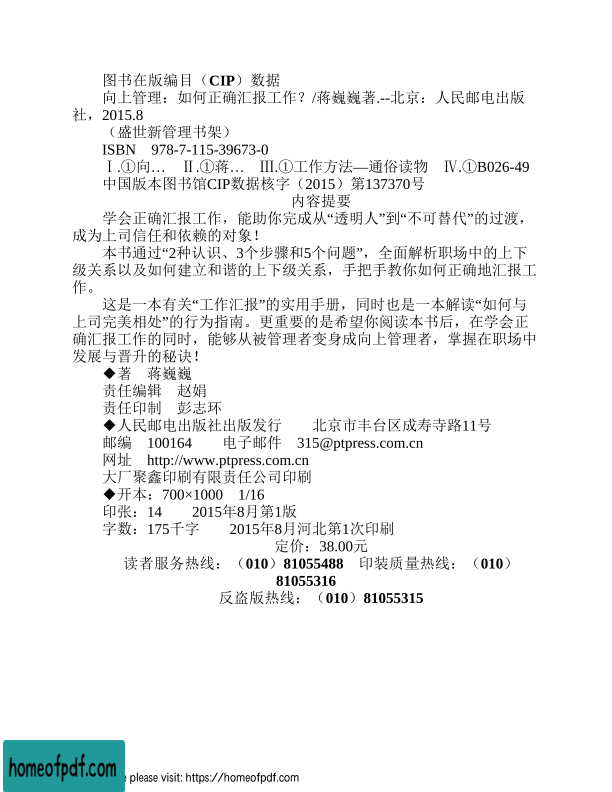 图书在版编目（CIP）数据
向上管理：如何正确汇报工作？/蒋巍巍著.--北京：人民邮电出版
社，2015.8
（盛世新管理书架）
ISBN 978-7-115-39673-0
Ⅰ.①向… Ⅱ.①蒋… Ⅲ.①工作方法—通俗读物 Ⅳ.①B026-49
中国版本图书馆CIP数据核字（2015）第137370号
内容提要
学会正确汇报工作，能助你完成从“透明人”到“不可替代”的过渡，
成为上司信任和依赖的对象！
本书通过“2种认识、3个步骤和5个问题”，全面解析职场中的上下
级关系以及如何建立和谐的上下级关系，手把手教你如何正确地汇报工
作。
这是一本有关“工作汇报”的实用手册，同时也是一本解读“如何与
上司完美相处”的行为指南。更重要的是希望你阅读本书后，在学会正
确汇报工作的同时，能够从被管理者变身成向上管理者，掌握在职场中
发展与晋升的秘诀！
◆著 蒋巍巍
责任编辑 赵娟
责任印制 彭志环
◆人民邮电出版社出版发行 北京市丰台区成寿寺路11号
邮编 100164 电子邮件 315@ptpress.com.cn
网址 http://www.ptpress.com.cn
大厂聚鑫印刷有限责任公司印刷
◆开本：700×1000 1/16
印张：14 2015年8月第1版
字数：175千字 2015年8月河北第1次印刷
定价：38.00元
读者服务热线：（010）81055488 印装质量热线：（010）
81055316
反盗版热线：（010）81055315
homeofpdf.com
please visit: https://homeofpdf.com